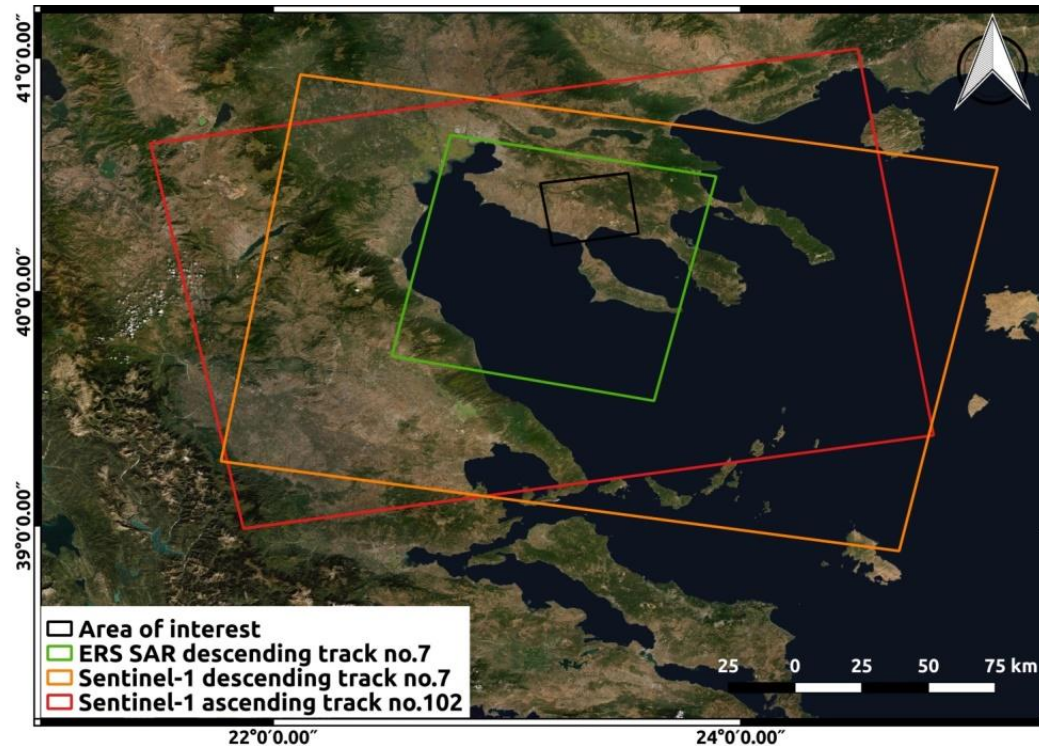 41°0′0.00″
40°0′0.00″
39°0′0.00″
Area of interest
ERS SAR descending track no.7
Sentinel-1 descending track no.7
Sentinel-1 ascending track no.102
25 0 25 50 75 km
22°0′0.00″ 24°0′0.00″